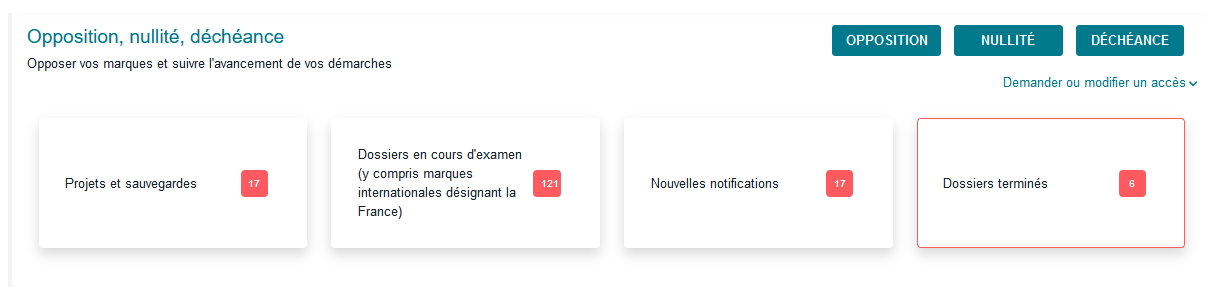 Opposition, nullité, déchéance
Opposer vos marques et suivre l'avancement de vos démarches
OPPOSITION
NULLITÉ
DÉCHÉANCE
Demander ou modifier un accès
Projets et sauvegardes
17
Dossiers en cours d'examen
(y compris marques
internationales désignant la
France)
121
Nouvelles notifications
17
Dossiers terminés
6